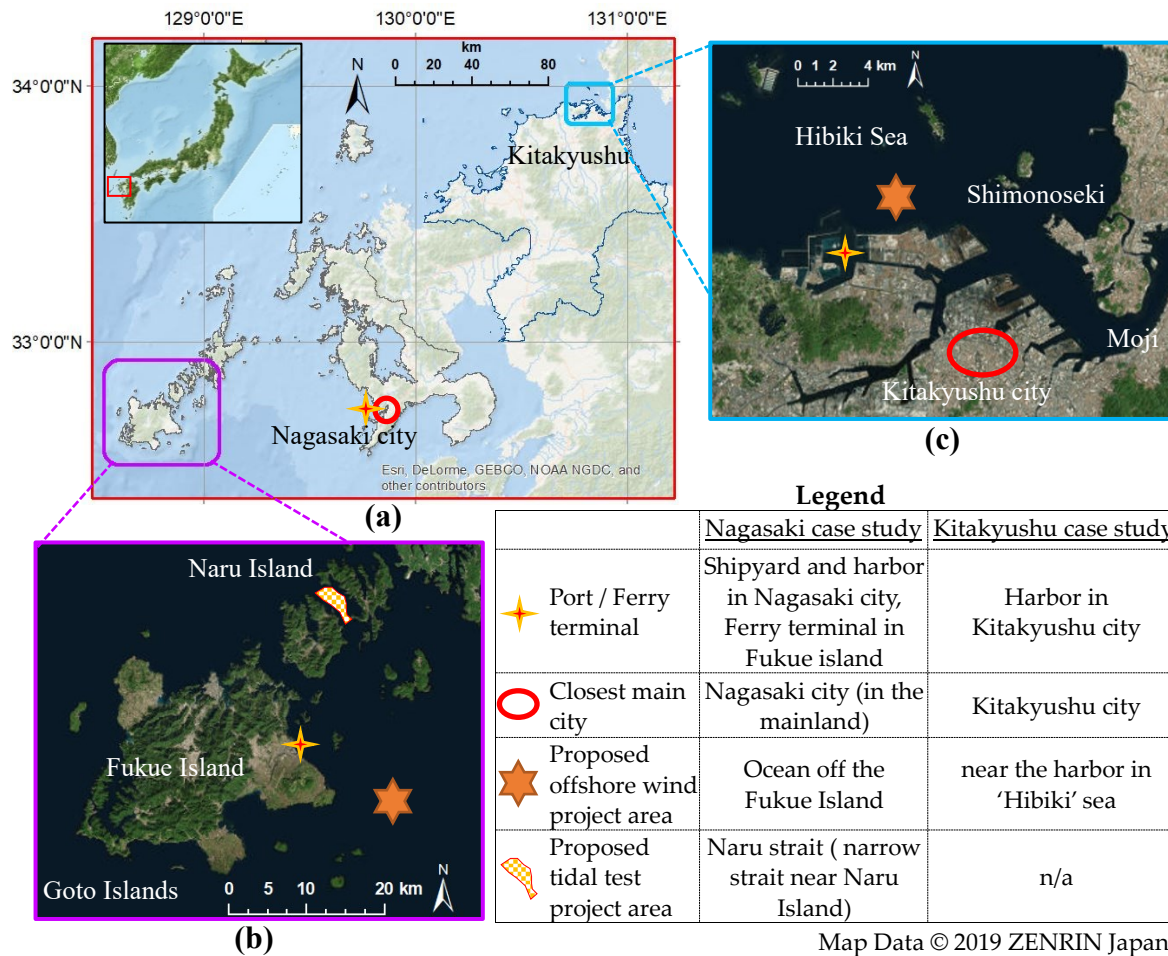 129°0'0"E
130°0'0"E
131°0'0"E
34°0'0"N
33°0'0"N
km
0 20 40 80
N
Kitakyushu
Nagasaki city
Esri, DeLorme, GEBCO, NOAA NGDC, and
other contributors
(a)
0 1 2 4 km
N
Hibiki Sea
Shimonoseki
Moji
Kitakyushu city
(c)
Naru Island
Fukue Island
Goto Islands
0 5 10 20 km
N
(b)
Legend
Nagasaki case study
Kitakyushu case study
Port / Ferry
terminal
Shipyard and harbor
in Nagasaki city,
Ferry terminal in
Fukue island
Harbor in
Kitakyushu city
Closest main
city
Nagasaki city (in the
mainland)
Kitakyushu city
Proposed
offshore wind
project area
Ocean off the
Fukue Island
near the harbor in
‘Hibiki’ sea
Proposed
tidal test
project area
Naru strait ( narrow
strait near Naru
Island)
n/a
Map Data © 2019 ZENRIN Japan